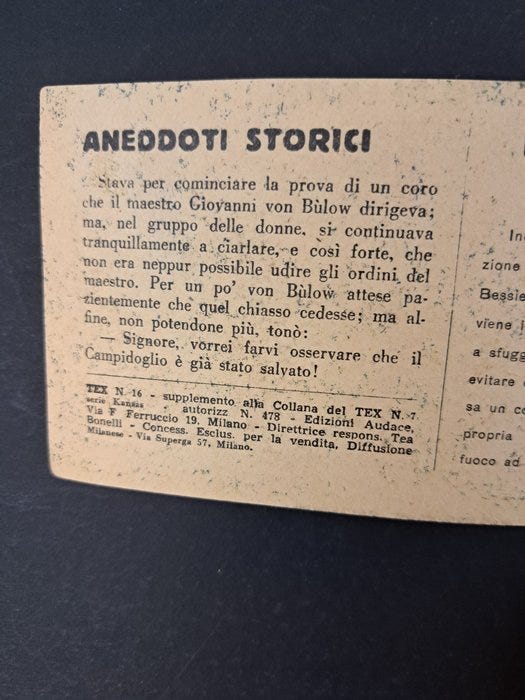 ANEDDOTI STORICI
Stava per cominciare la prova di un coro
che il maestro Giovanni von Bùlow dirigeva;
ma, nel gruppo delle donne, si continuava
tranquillamente a ciarlare, e così forte, che
non era neppur possibile udire gli ordini del
maestro. Per un po' von Bùlow attese pa-
zientemente che quel chiasso cedesse; ma al-
fine, non potendone più, tonò:
— Signore, vorrei farvi osservare che il
Campidoglio è già stato salvato!
TEX N. 16 - supplemento alla Collana del TEX N. 7
serie Kansas autorizz N. 478 - Edizioni Audace,
Via F Ferruccio 19, Milano - Direttrice respons. Tea
Bonelli - Concess. Esclus. per la vendita, Diffusione
Milanese - Via Superga 57, Milano.
zione
Bessie
viene
a sfugg
evitare
sa un co
propria
fuoco ad